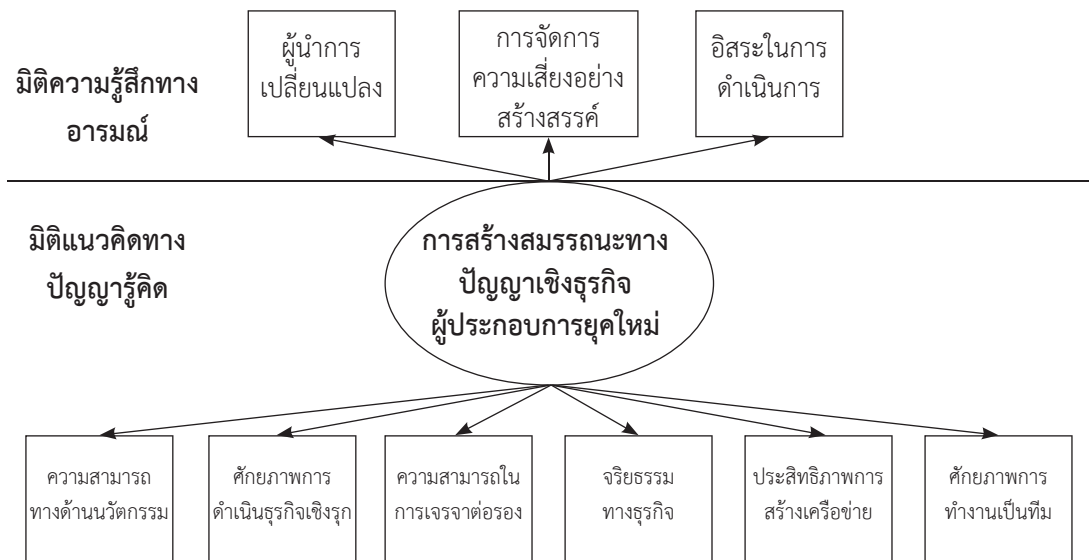 ผู้นำการ
เปลี่ยนแปลง
การจัดการ
ความเสี่ยงอย่าง
สร้างสรรค์
อิสระในการ
ดำเนินการ
มิติความรู้สึกทาง
อารมณ์
มิติแนวคิดทาง
ปัญญารู้คิด
การสร้างสมรรถนะทาง
ปัญญาเชิงธุรกิจ
ผู้ประกอบการยุคใหม่
ความสามารถ
ทางด้านนวัตกรรม
ศักยภาพการ
ดำเนินธุรกิจเชิงรุก
ความสามารถใน
การเจรจาต่อรอง
จริยธรรม
ทางธุรกิจ
ประสิทธิภาพการ
สร้างเครือข่าย
ศักยภาพการ
ทำงานเป็นทีม